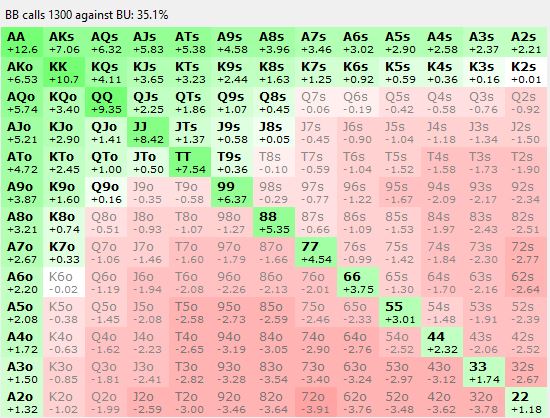 BB calls 1300 against BU: 35.1%
AA AKs AQs AJs ATs A9s A8s A7s A6s A5s A4s A3s A2s
+12.6 +7.06 +6.32 +5.83 +5.38 +4.58 +3.96 +3.46 +3.02 +2.90 +2.58 +2.37 +2.21
AKo KK KQs KJs KTs K9s K8s K7s K6s K5s K4s K3s K2s
+6.53 +10.7 +4.11 +3.65 +3.23 +2.44 +1.63 +1.25 +0.92 +0.59 +0.36 +0.16 +0.01
AQo KQo QQ QJs QTs Q9s Q8s Q7s Q6s Q5s Q4s Q3s Q2s
+5.74 +3.40 +9.35 +2.25 +1.86 +1.07 +0.45 -0.06 -0.19 -0.42 -0.58 -0.76 -0.92
AJo KJo QJo JJ JTs J9s J8s J7s J6s J5s J4s J3s J2s
+5.21 +2.90 +1.41 +8.42 +1.37 +0.58 +0.05 -0.45 -0.90 -1.04 -1.18 -1.34 -1.50
ATo KTo QTo JTo TT T9s T8s T7s T6s T5s T4s T3s T2s
+4.72 +2.45 +1.00 +0.50 +7.54 +0.36 -0.10 -0.59 -1.04 -1.52 -1.58 -1.73 -1.90
A9o K9o Q9o J9o T9o 99 98s 97s 96s 95s 94s 93s 92s
+3.87 +1.60 +0.16 -0.35 -0.58 +6.37 -0.29 -0.77 -1.22 -1.67 -2.09 -2.17 -2.34
A8o K8o Q8o J8o T8o 98o 88 87s 86s 85s 84s 83s 82s
+3.21 +0.74 -0.51 -0.93 -1.07 -1.27 +5.35 -0.66 -1.09 -1.53 -1.97 -2.43 -2.51
A7o K7o Q7o J7o T7o 97o 87o 77 76s 75s 74s 73s 72s
+2.67 +0.33 -1.06 -1.46 -1.60 -1.79 -1.66 +4.54 -0.99 -1.42 -1.84 -2.30 -2.77
A6o K6o Q6o J6o T6o 96o 86o 76o 66 65s 64s 63s 62s
+2.20 -0.02 -1.19 -1.94 -2.08 -2.26 -2.13 -2.01 +3.75 -1.30 -1.70 -2.16 -2.64
A5o K5o Q5o J5o T5o 95o 85o 75o 65o 55 54s 53s 52s
+2.08 -0.38 -1.45 -2.08 -2.58 -2.73 -2.59 -2.46 -2.33 +3.01 -1.48 -1.91 -2.39
A4o K4o Q4o J4o T4o 94o 84o 74o 64o 54o 44 43s 42s
+1.72 -0.63 -1.62 -2.23 -2.65 -3.19 -3.05 -2.90 -2.76 -2.52 +2.32 -2.06 -2.52
A3o K3o Q3o J3o T3o 93o 83o 73o 63o 53o 43o 33 32s
+1.50 -0.85 -1.81 -2.41 -2.82 -3.28 -3.54 -3.40 -3.24 -2.97 -3.12 +1.74 -2.67
A2o K2o Q2o J2o T2o 92o 82o 72o 62o 52o 42o 32o 22
+1.32 -1.02 -1.99 -2.59 -3.00 -3.46 -3.64 -3.91 -3.76 -3.48 -3.62 -3.78 +1.18